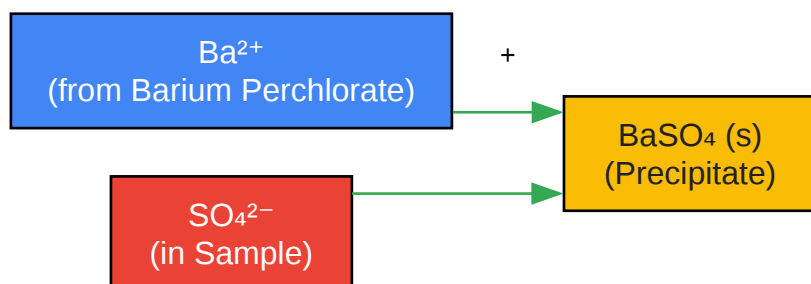 Ba²⁺
(from Barium Perchlorate)
+
SO₄²⁻
(in Sample)
BaSO₄ (s)
(Precipitate)